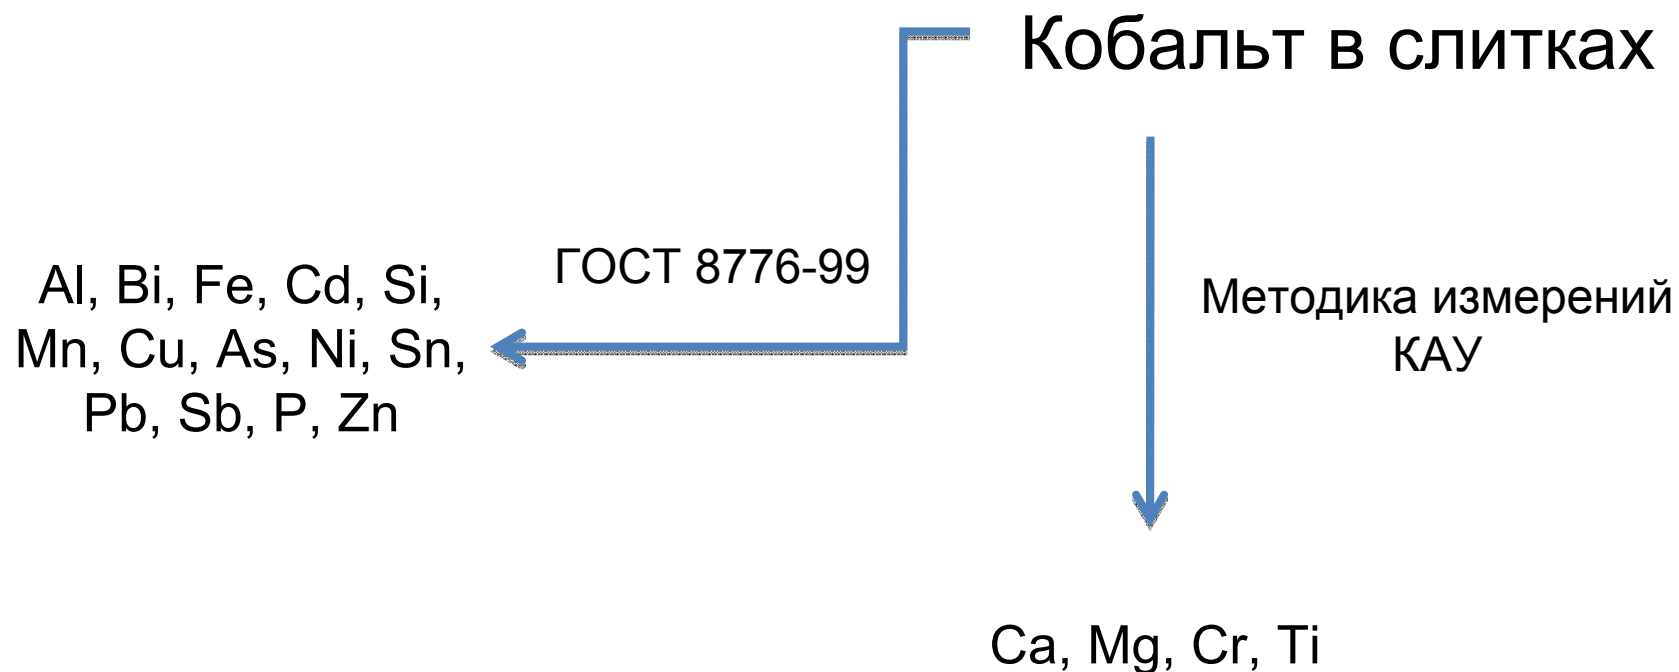 Кобальт в слитках
ГОСТ 8776-99
Al, Bi, Fe, Cd, Si,
Mn, Cu, As, Ni, Sn,
Pb, Sb, P, Zn
Методика измерений
КАУ
Ca, Mg, Cr, Ti